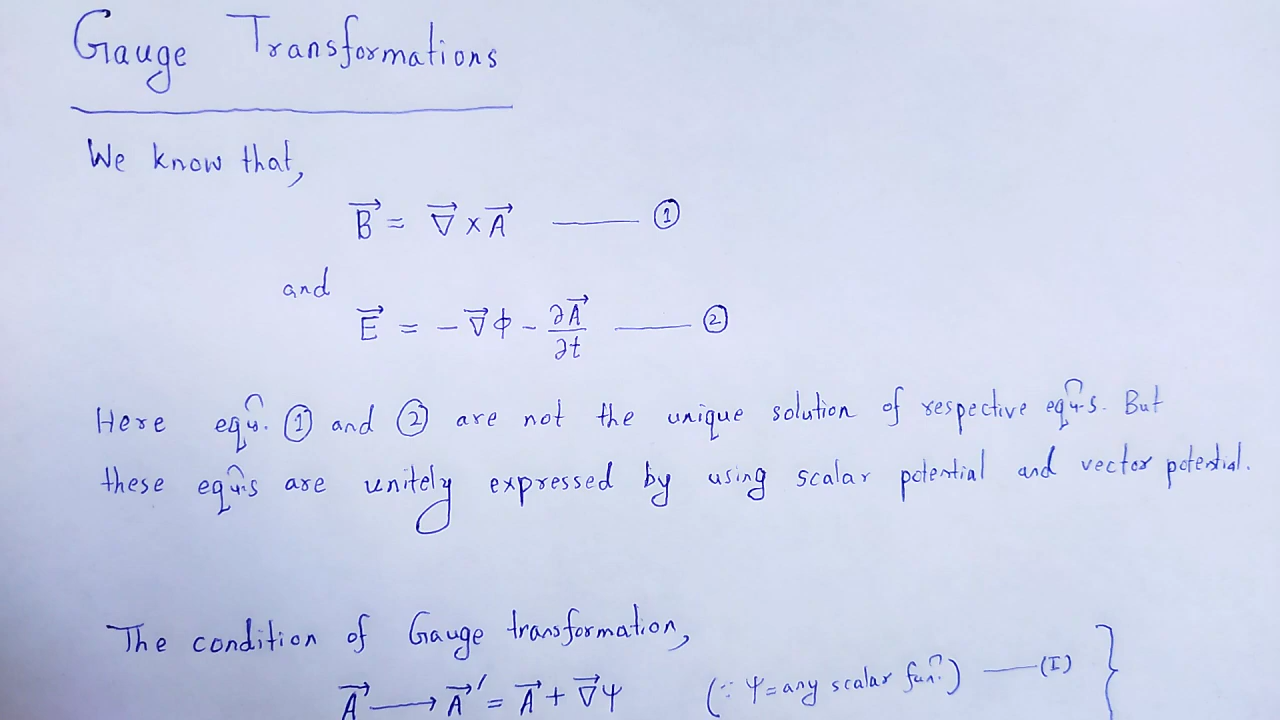 Gauge Transformations
We know that,
B⃗ = ∇⃗ × A⃗ —— ①
and
E⃗ = − ∇⃗ϕ − ∂A⃗/∂t —— ②
Here eqⁿ. ① and ② are not the unique solution of respective eqⁿs. But
these eqⁿs are unitely expressed by using scalar potential and vector potential.
The condition of Gauge transformation,
A⃗ ⟶ A⃗′ = A⃗ + ∇⃗ψ (∵ ψ = any scalar funⁿ.) —— (I) }